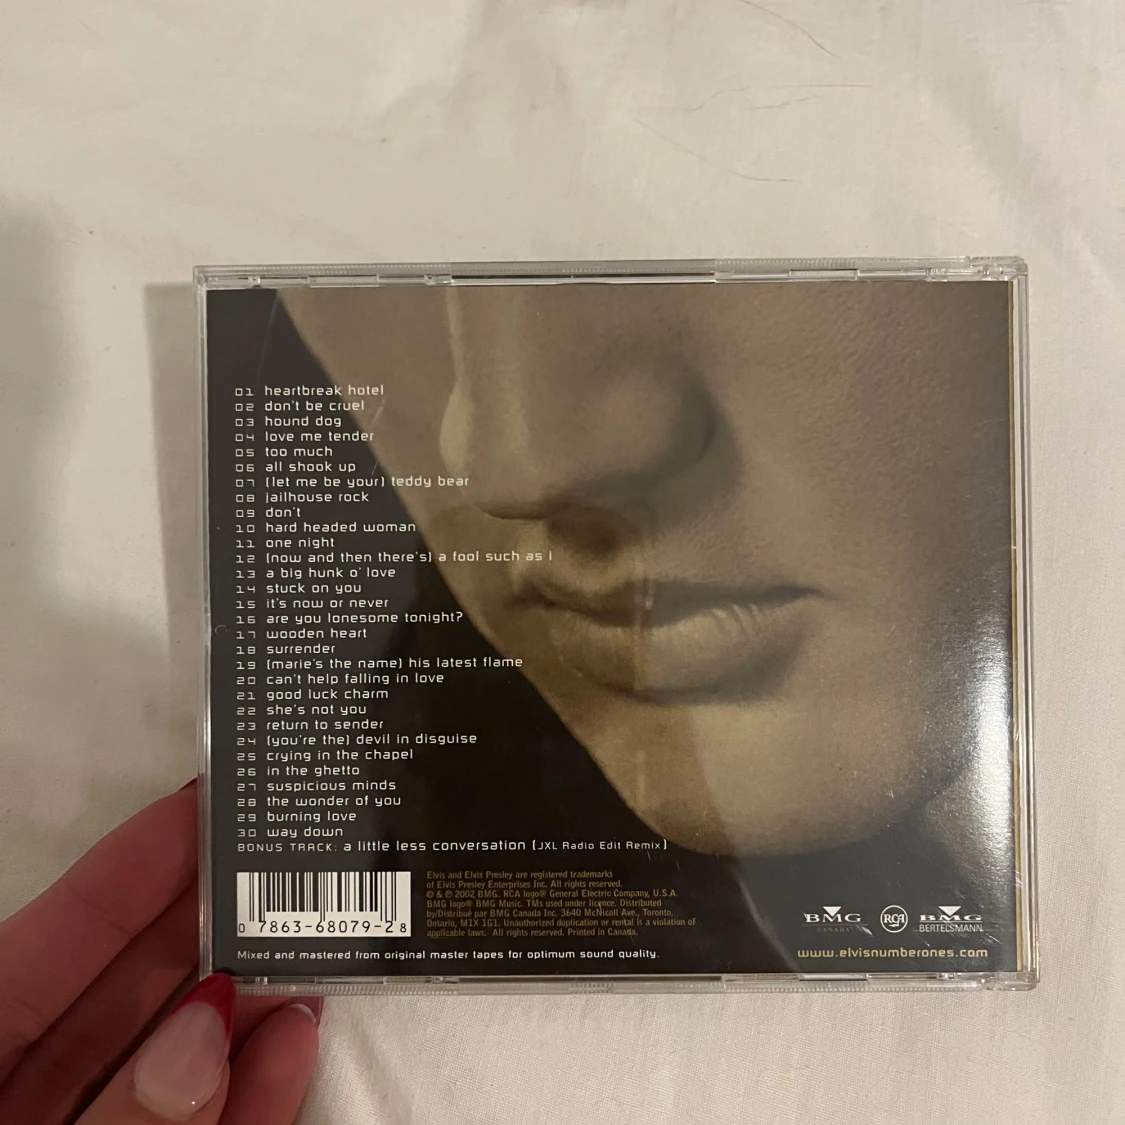 01 heartbreak hotel
02 don't be cruel
03 hound dog
04 love me tender
05 too much
06 all shook up
07 (let me be your) teddy bear
08 jailhouse rock
09 don't
10 hard headed woman
11 one night
12 (now and then there's) a fool such as i
13 a big hunk o' love
14 stuck on you
15 it's now or never
16 are you lonesome tonight?
17 wooden heart
18 surrender
19 (marie's the name) his latest flame
20 can't help falling in love
21 good luck charm
22 she's not you
23 return to sender
24 (you're the) devil in disguise
25 crying in the chapel
26 in the ghetto
27 suspicious minds
28 the wonder of you
29 burning love
30 way down
BONUS TRACK: a little less conversation (JXL Radio Edit Remix)
Elvis and Elvis Presley are registered trademarks
of Elvis Presley Enterprises Inc. All rights reserved.
© & ℗ 2002 BMG. RCA logo® General Electric Company, U.S.A.
BMG logo® BMG Music. TMs used under licence. Distributed
by/Distribué par BMG Canada Inc. 3640 McNicoll Ave., Toronto,
Ontario, M1X 1G1. Unauthorized duplication or rental is a violation of
applicable laws. All rights reserved. Printed in Canada.
0 7863-68079-2 8
BMG
CANADA
RCA
BMG
BERTELSMANN
Mixed and mastered from original master tapes for optimum sound quality.
www.elvisnumberones.com